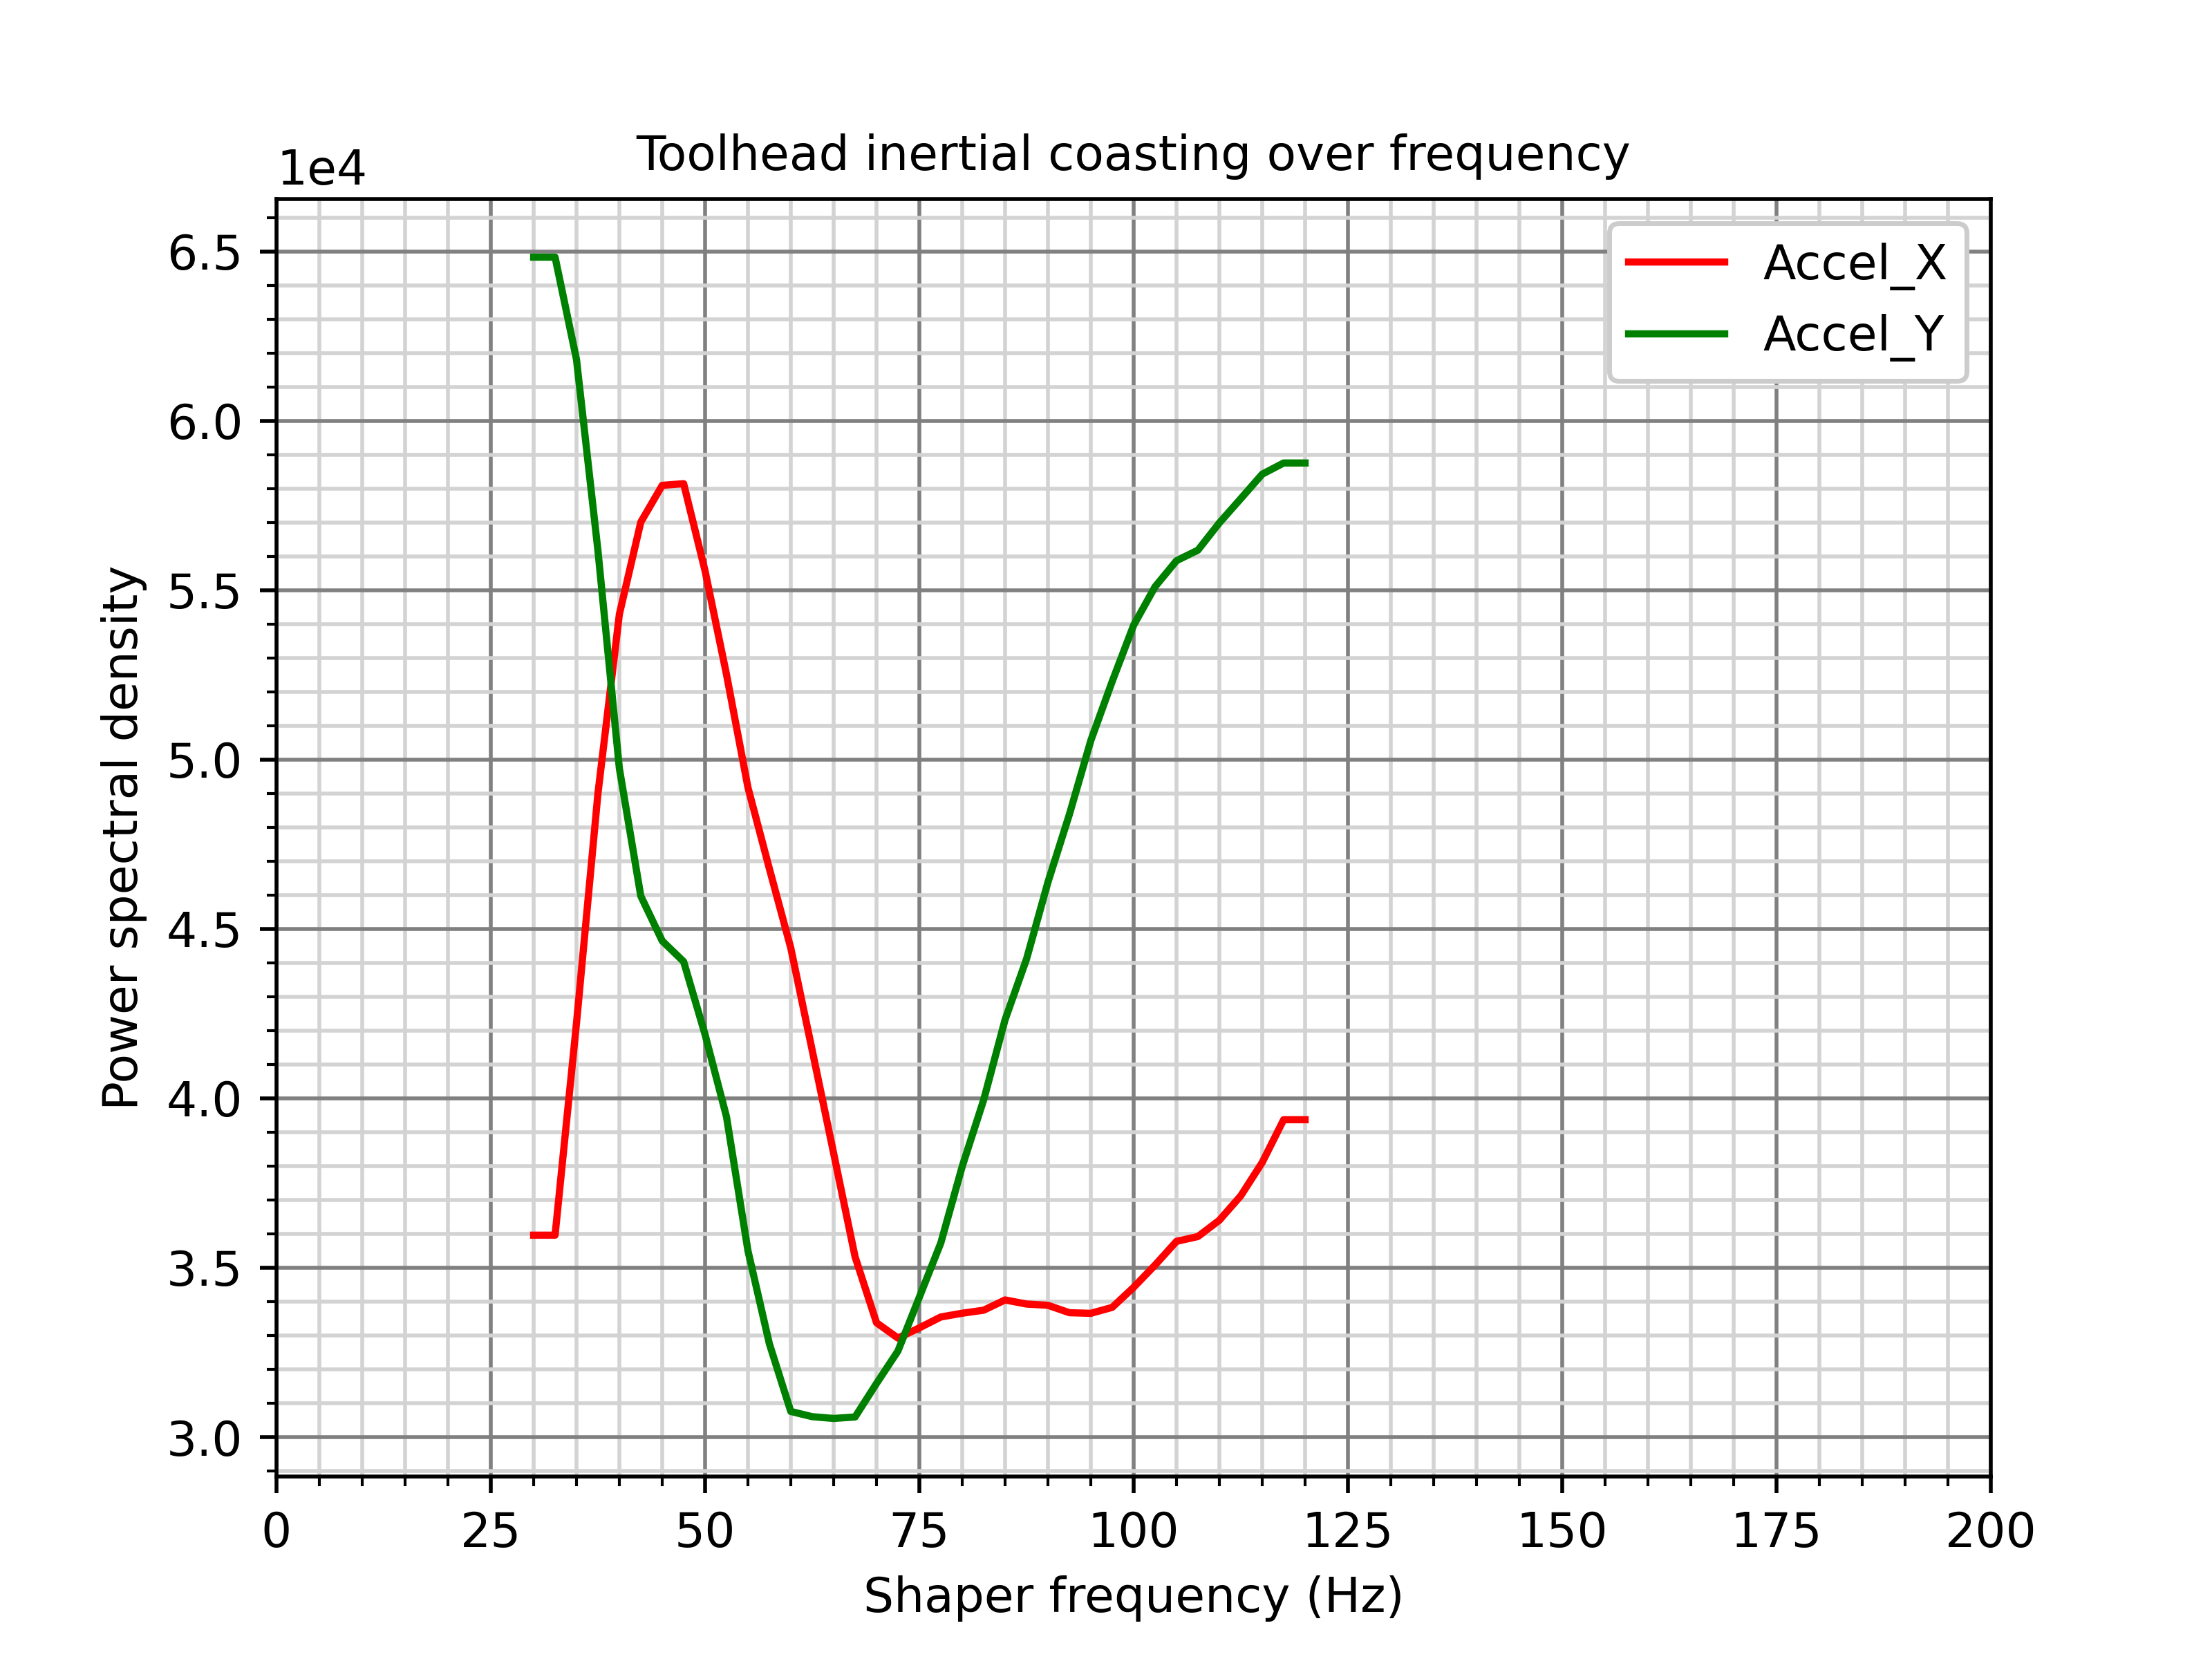 Toolhead inertial coasting over frequency
1e4
Accel_X
Accel_Y
6.5
6.0
5.5
5.0
4.5
4.0
3.5
3.0
Power spectral density
0 25 50 75 100 125 150 175 200
Shaper frequency (Hz)